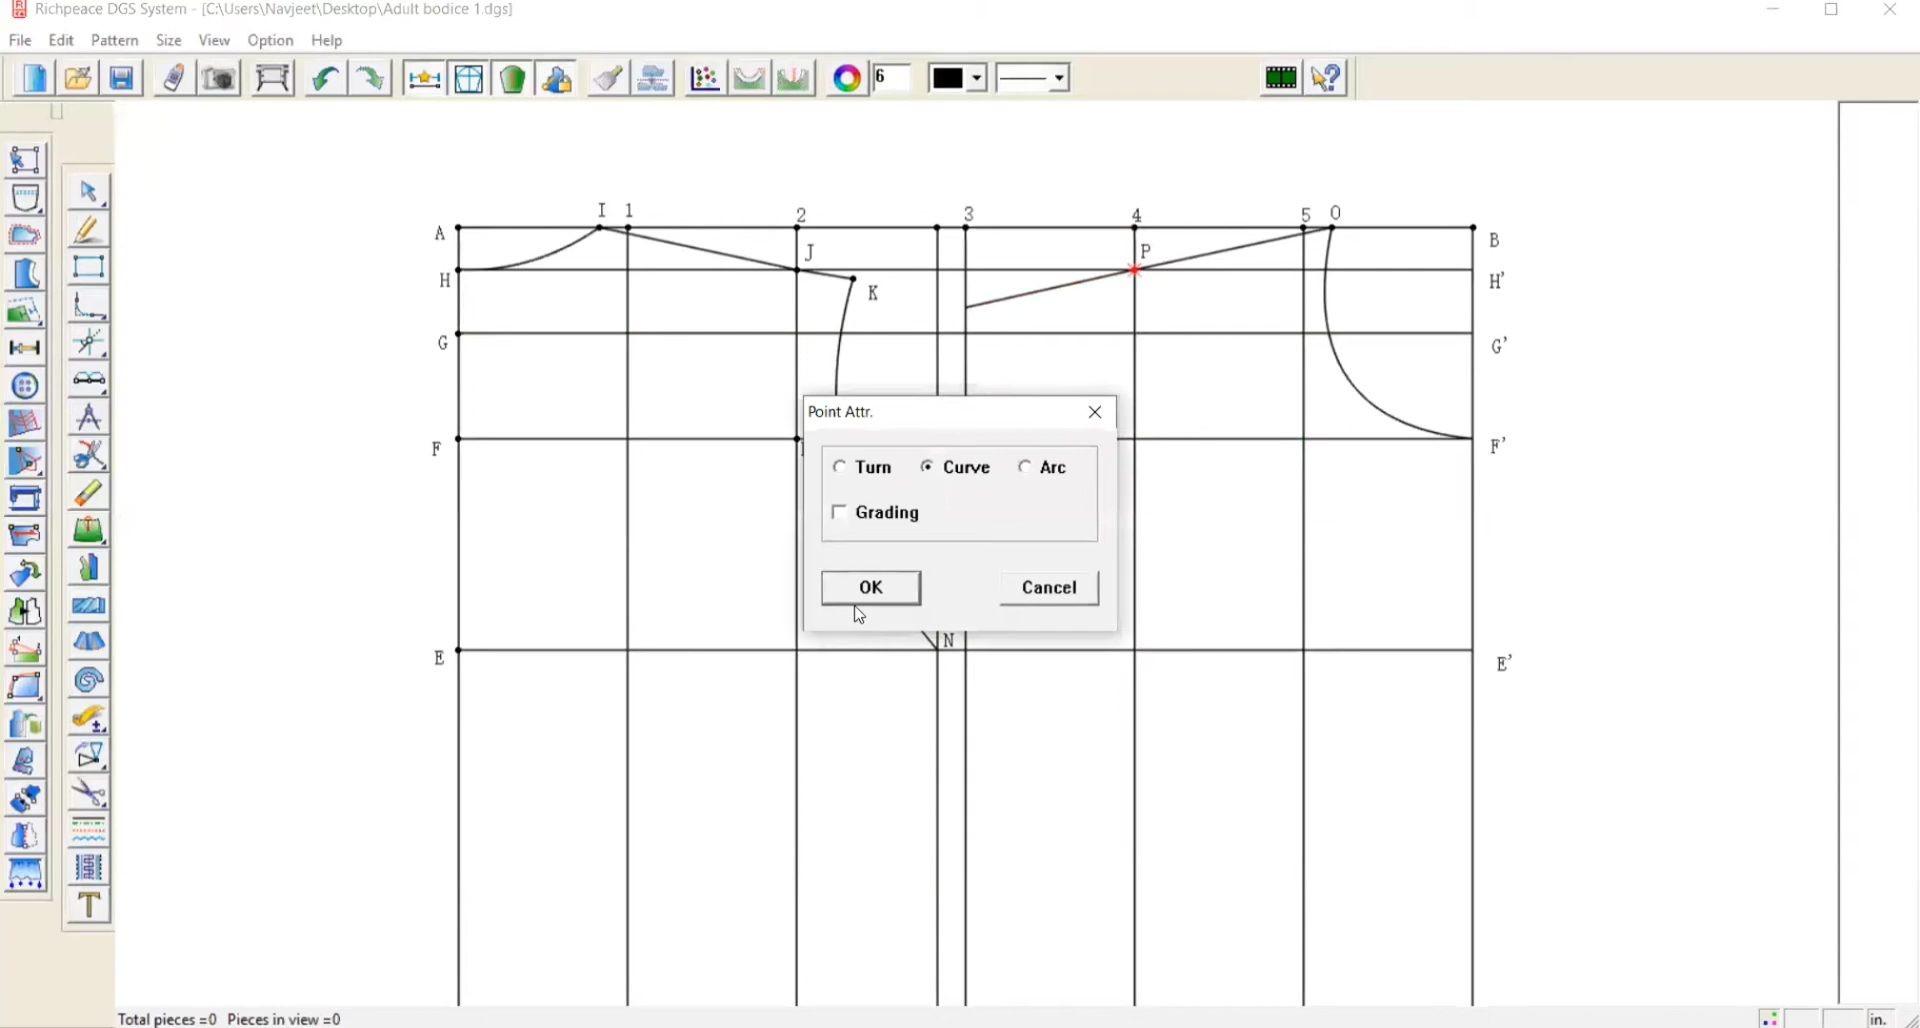 Richpeace DGS System - [C:\Users\Navjeet\Desktop\Adult bodice 1.dgs]
File Edit Pattern Size View Option Help
6
I 1 2 3 4 5 O
A B
J P
H K H'
G G'
Point Attr.
F F'
Turn Curve Arc
Grading
OK Cancel
N
E E'
T
Total pieces =0 Pieces in view =0 in.